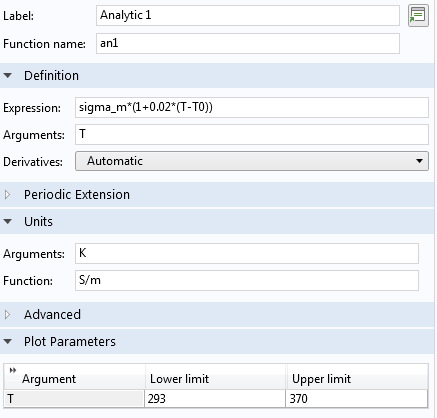 Label: Analytic 1
Function name: an1
Definition
Expression: sigma_m*(1+0.02*(T-T0))
Arguments: T
Derivatives: Automatic
Periodic Extension
Units
Arguments: K
Function: S/m
Advanced
Plot Parameters
Argument Lower limit Upper limit
T 293 370